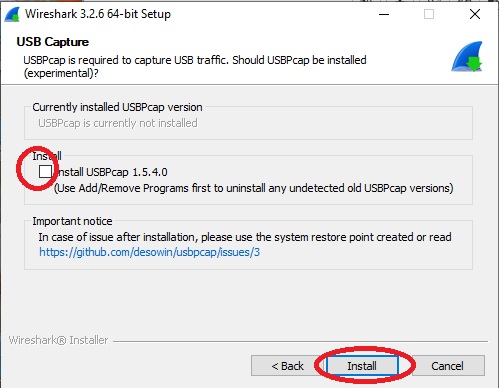 Wireshark 3.2.6 64-bit Setup
USB Capture
USBPcap is required to capture USB traffic. Should USBPcap be installed
(experimental)?
Currently installed USBPcap version
USBPcap is currently not installed
Install
Install USBPcap 1.5.4.0
(Use Add/Remove Programs first to uninstall any undetected old USBPcap versions)
Important notice
In case of issue after installation, please use the system restore point created or read
https://github.com/desowin/usbpcap/issues/3
Wireshark® Installer
< Back Install Cancel